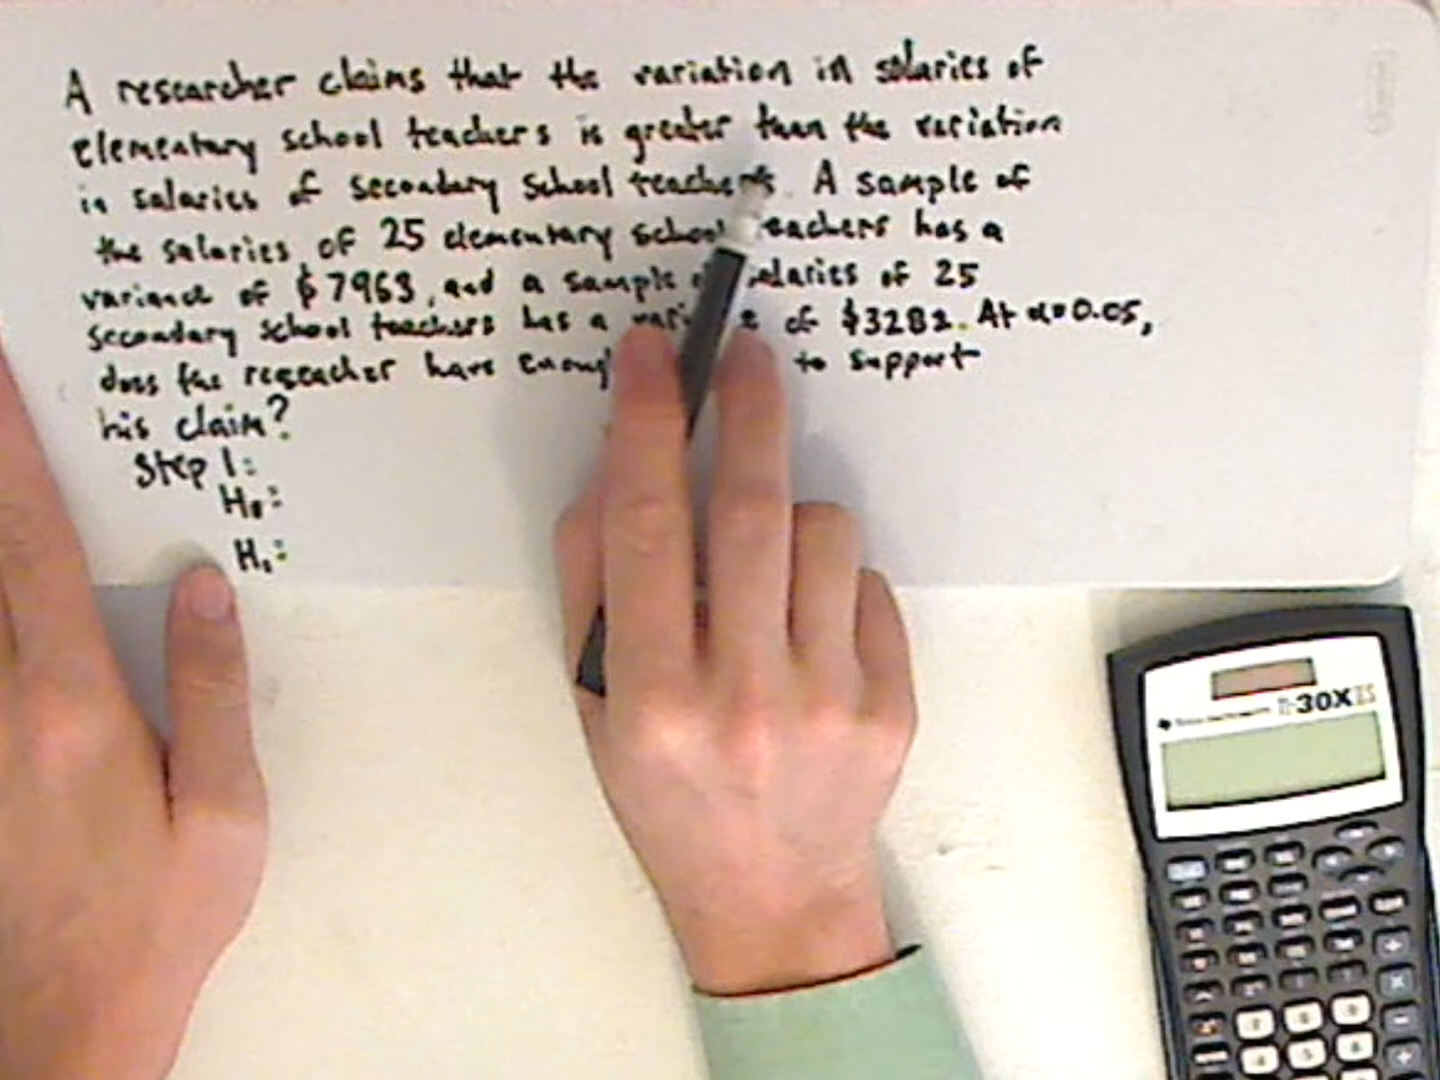 A researcher claims that the variation in salaries of
elementary school teachers is greater than the variation
in salaries of secondary school teachers. A sample of
the salaries of 25 elementary school teachers has a
variance of $7963, and a sample of salaries of 25
secondary school teachers has a of $3282. At α=0.05,
does the have to support
his claim?
Step 1:
H₀:
H₁:
TI-30X IIS